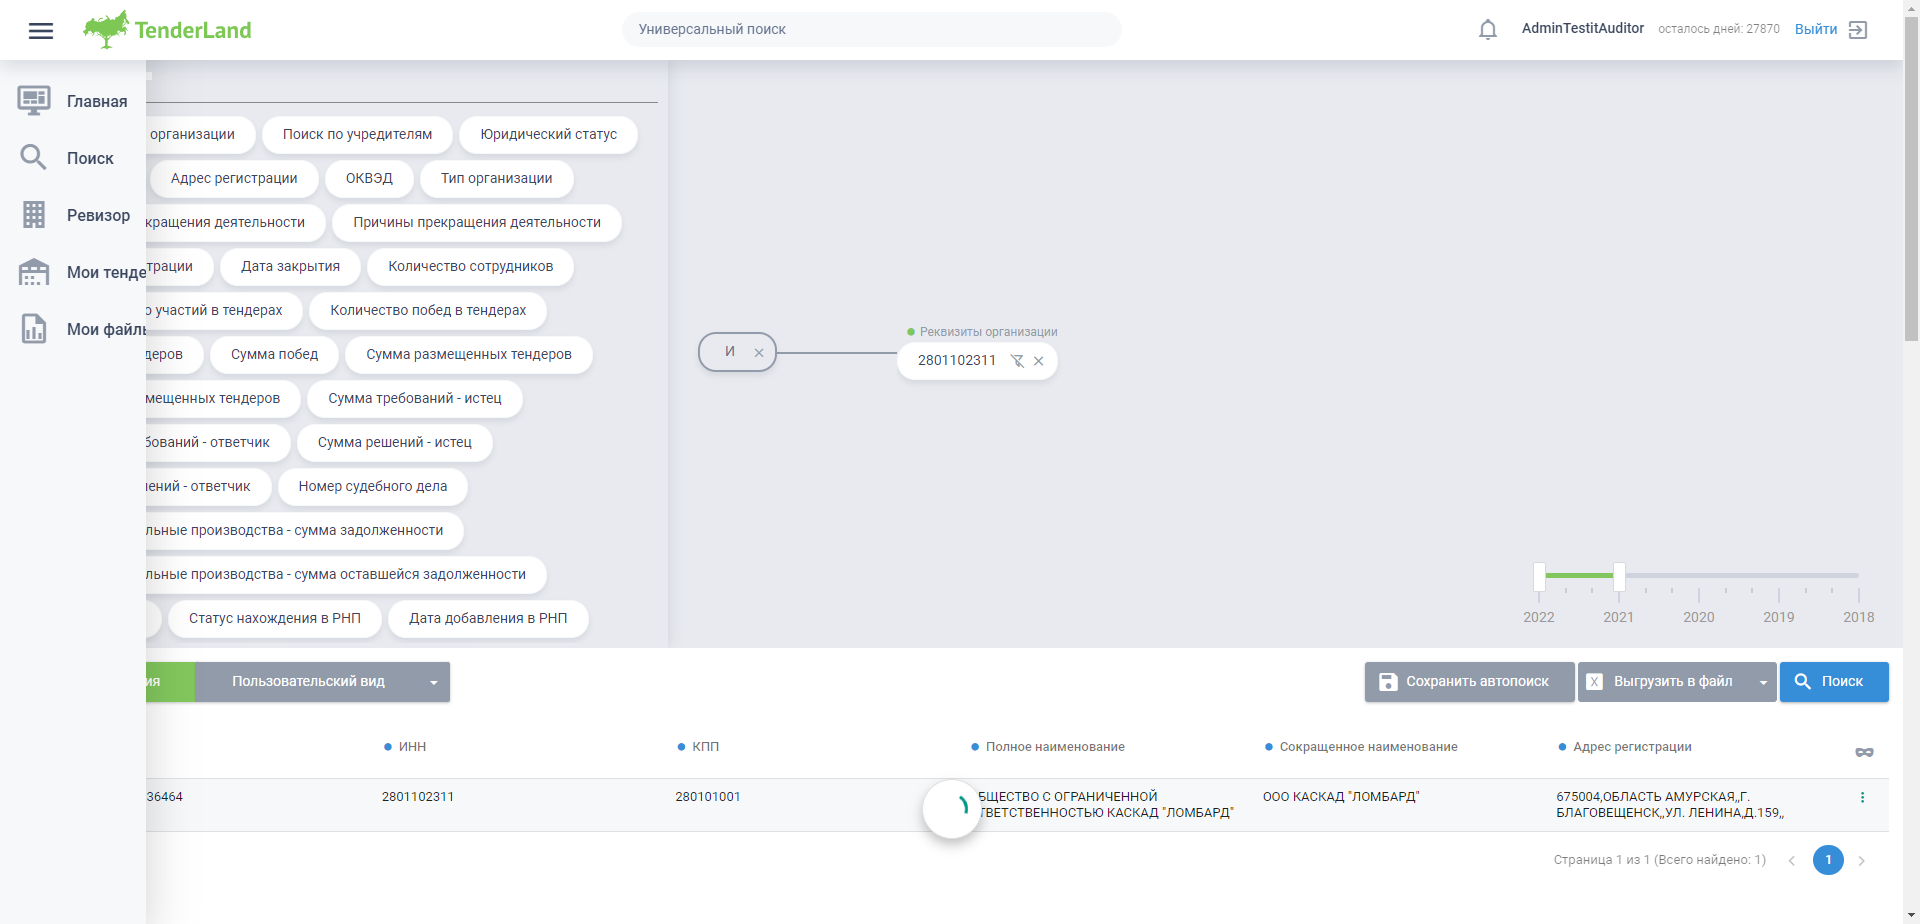 TenderLand
Универсальный поиск
AdminTestitAuditor
осталось дней: 27870
Выйти
Главная
Поиск
Ревизор
Мои тенде
Мои файль
организации
Поиск по учредителям
Юридический статус
Адрес регистрации
ОКВЭД
Тип организации
кращения деятельности
Причины прекращения деятельности
трации
Дата закрытия
Количество сотрудников
о участий в тендерах
Количество побед в тендерах
деров
Сумма побед
Сумма размещенных тендеров
мещенных тендеров
Сумма требований - истец
бований - ответчик
Сумма решений - истец
ений - ответчик
Номер судебного дела
льные производства - сумма задолженности
льные производства - сумма оставшейся задолженности
Статус нахождения в РНП
Дата добавления в РНП
И
Реквизиты организации
2801102311
2022
2021
2020
2019
2018
ия
Пользовательский вид
Сохранить автопоиск
X
Выгрузить в файл
Поиск
ИНН
КПП
Полное наименование
Сокращенное наименование
Адрес регистрации
36464
2801102311
280101001
БЩЕСТВО С ОГРАНИЧЕННОЙ
ТВЕТСТВЕННОСТЬЮ КАСКАД "ЛОМБАРД"
ООО КАСКАД "ЛОМБАРД"
675004,ОБЛАСТЬ АМУРСКАЯ,,Г.
БЛАГОВЕЩЕНСК,,УЛ. ЛЕНИНА,Д.159,,
Страница 1 из 1 (Всего найдено: 1)
1